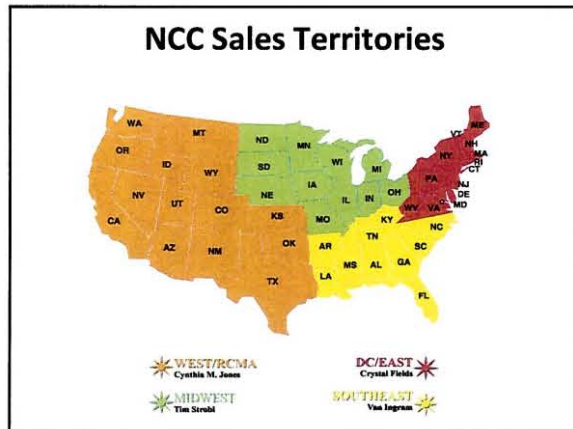 NCC Sales Territories
WA
MT
ND
MN
ME
VT
NH
OR
ID
SD
WI
MI
NY
MA
RI
CT
WY
NE
IA
PA
NV
UT
CO
IL
IN
OH
NJ
DE
MD
WV
VA
CA
KS
MO
KY
NC
AZ
NM
OK
AR
TN
SC
TX
LA
MS
AL
GA
FL
WEST/RCMA
Cynthia M. Jones
DC/EAST
Crystal Fields
MIDWEST
Tim Strobl
SOUTHEAST
Van Ingram